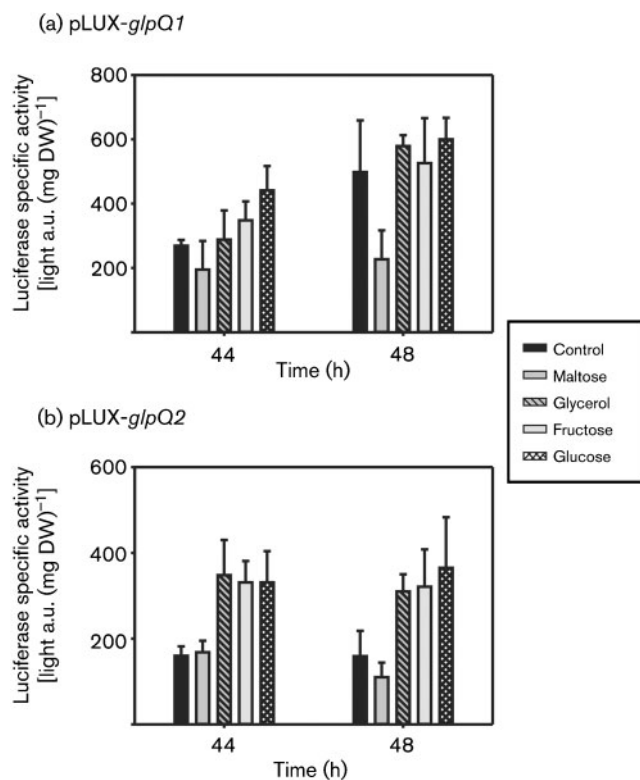 (a) pLUX-glpQ1
Luciferase specific activity
[light a.u. (mg DW)⁻¹]
800
600
400
200
44
48
Time (h)
Control
Maltose
Glycerol
Fructose
Glucose
(b) pLUX-glpQ2
Luciferase specific activity
[light a.u. (mg DW)⁻¹]
600
400
200
44
48
Time (h)